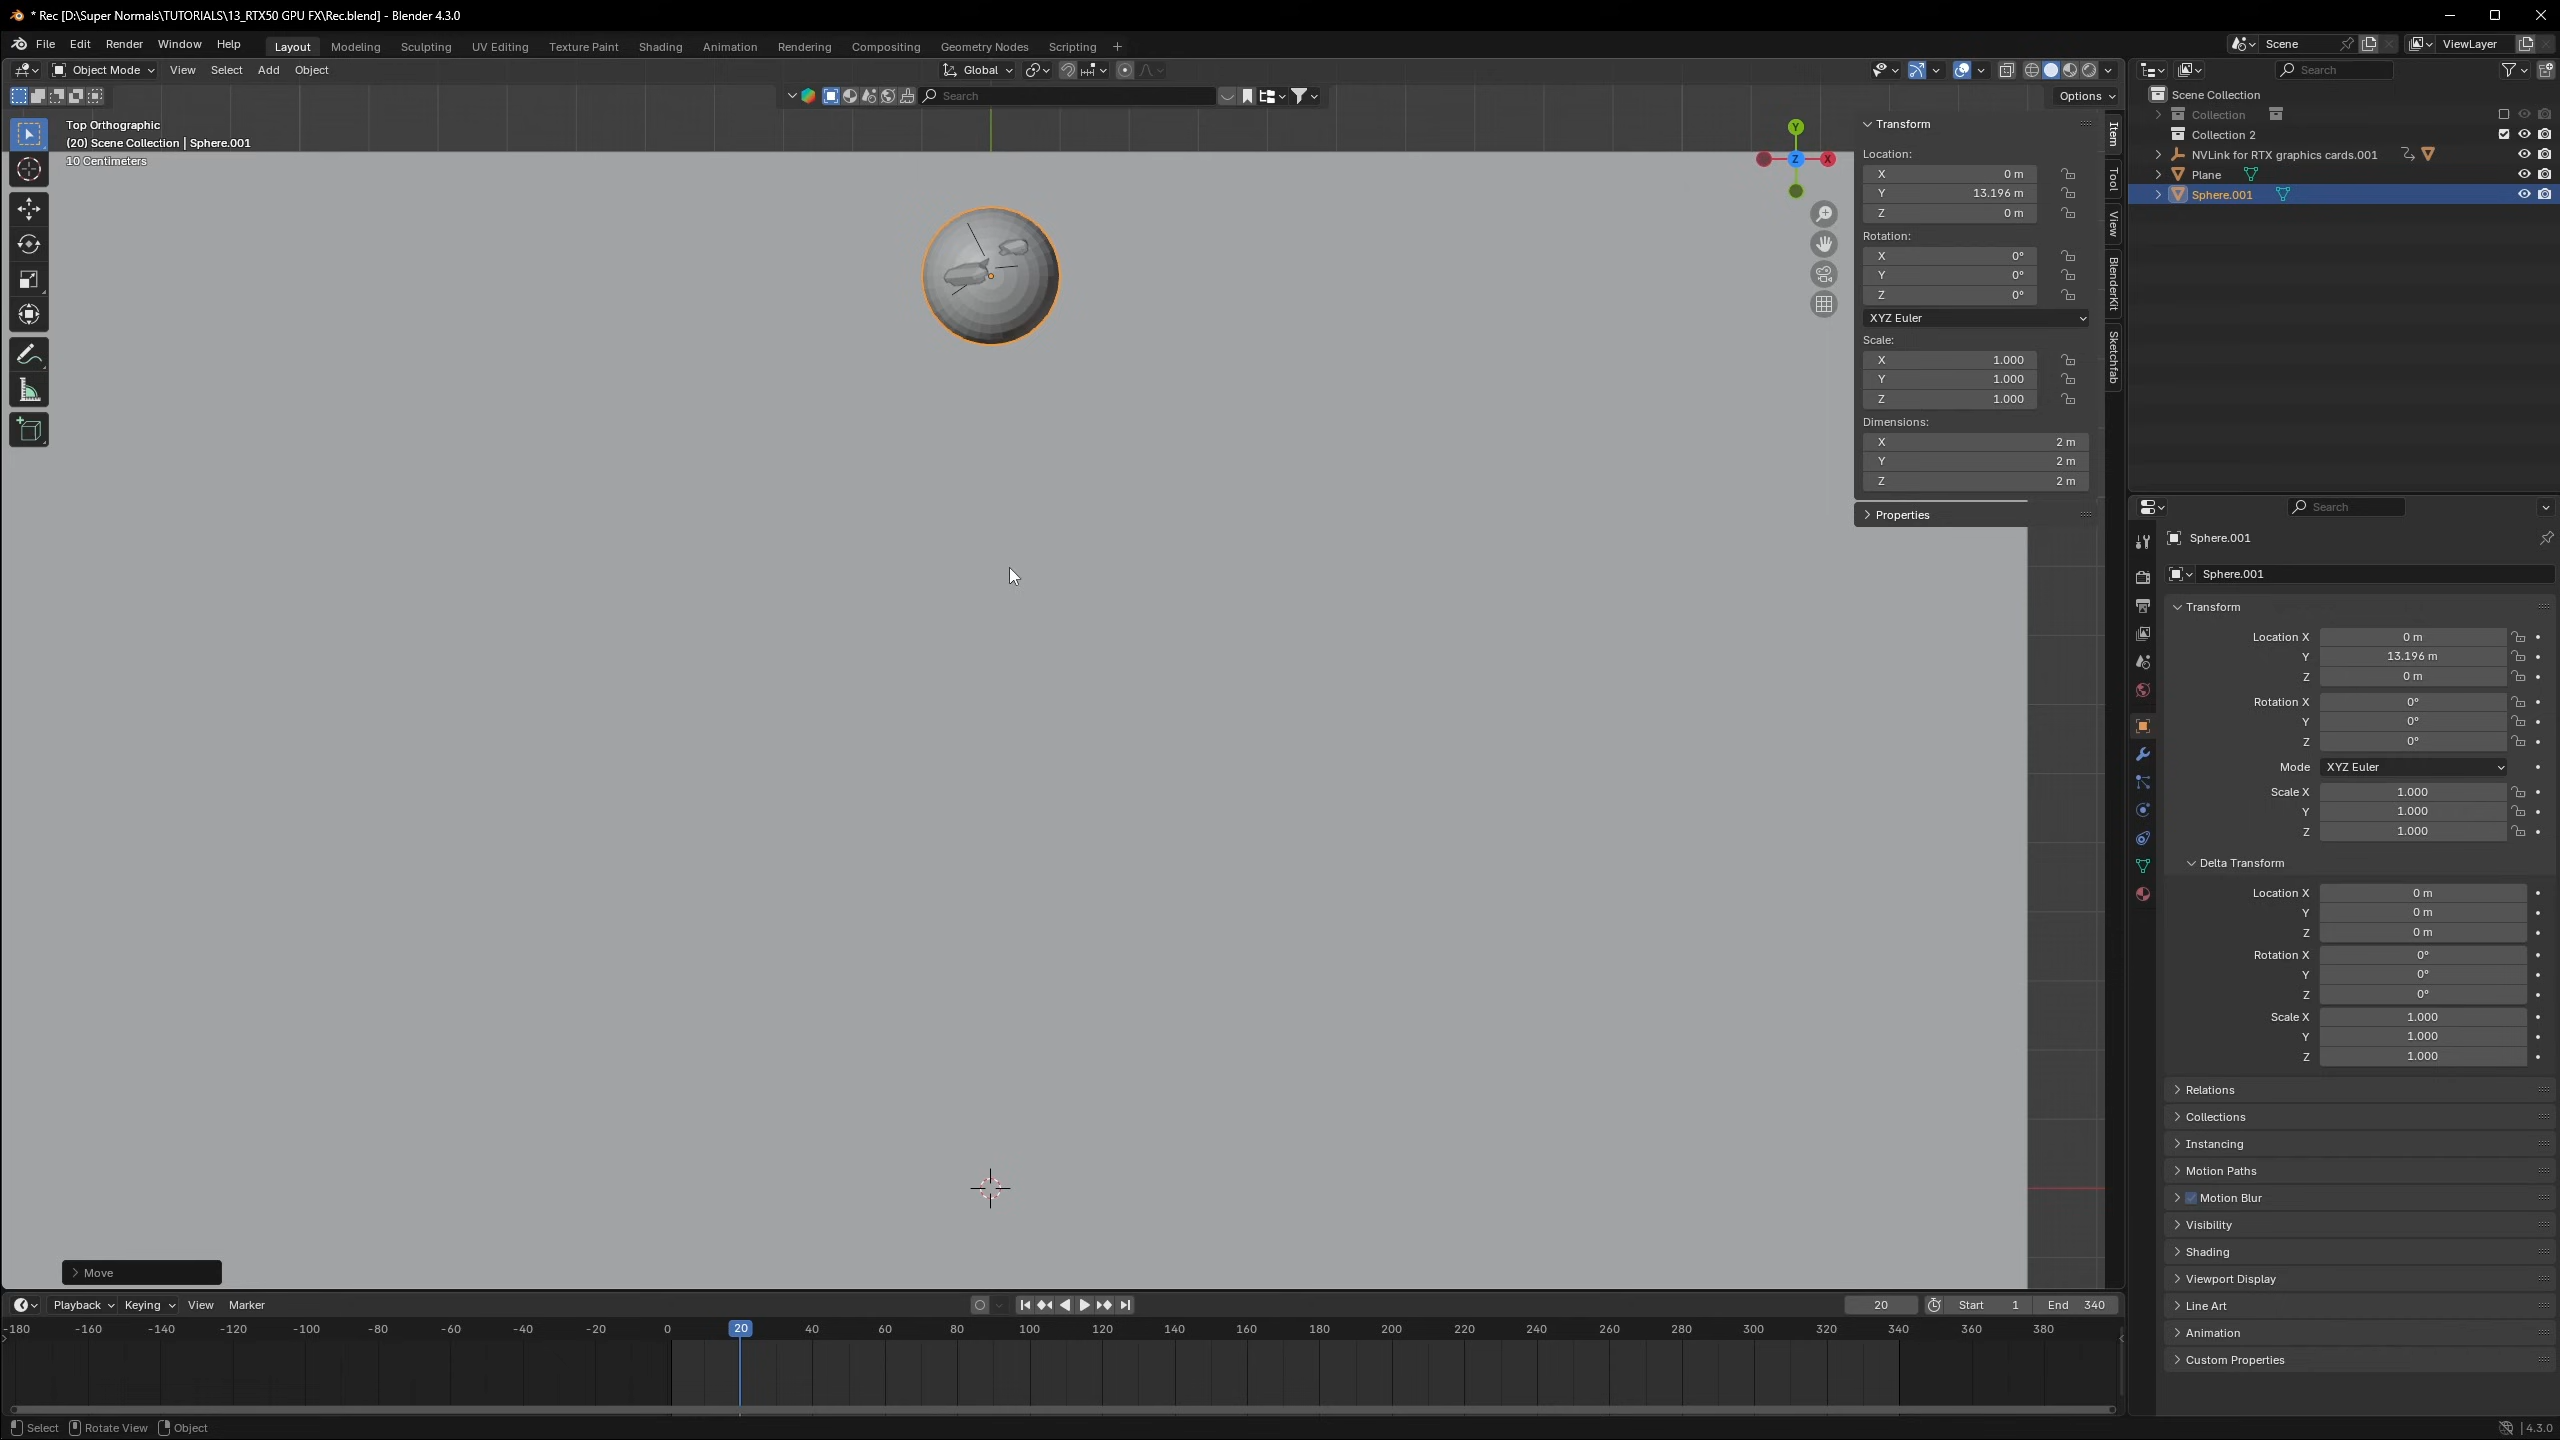 * Rec [D:\Super Normals\TUTORIALS\13_RTX50 GPU FX\Rec.blend] - Blender 4.3.0
File Edit Render Window Help Layout Modeling Sculpting UV Editing Texture Paint Shading Animation Rendering Compositing Geometry Nodes Scripting + Scene ViewLayer
Object Mode View Select Add Object Global Search
Search Options
Top Orthographic
(20) Scene Collection | Sphere.001
10 Centimeters
Y
Z X
Transform
Location:
X 0 m
Y 13.196 m
Z 0 m
Rotation:
X 0°
Y 0°
Z 0°
XYZ Euler
Scale:
X 1.000
Y 1.000
Z 1.000
Dimensions:
X 2 m
Y 2 m
Z 2 m
Properties
Item
Tool
View
BlenderKit
Sketchfab
Scene Collection
Collection
Collection 2
NVLink for RTX graphics cards.001
Plane
Sphere.001
Search
Sphere.001
Sphere.001
Transform
Location X 0 m
Y 13.196 m
Z 0 m
Rotation X 0°
Y 0°
Z 0°
Mode XYZ Euler
Scale X 1.000
Y 1.000
Z 1.000
Delta Transform
Location X 0 m
Y 0 m
Z 0 m
Rotation X 0°
Y 0°
Z 0°
Scale X 1.000
Y 1.000
Z 1.000
Relations
Collections
Instancing
Motion Paths
Motion Blur
Visibility
Shading
Viewport Display
Line Art
Animation
Custom Properties
Move
Playback Keying View Marker 20 Start 1 End 340
-180 -160 -140 -120 -100 -80 -60 -40 -20 0 20 40 60 80 100 120 140 160 180 200 220 240 260 280 300 320 340 360 380
Select Rotate View Object 4.3.0